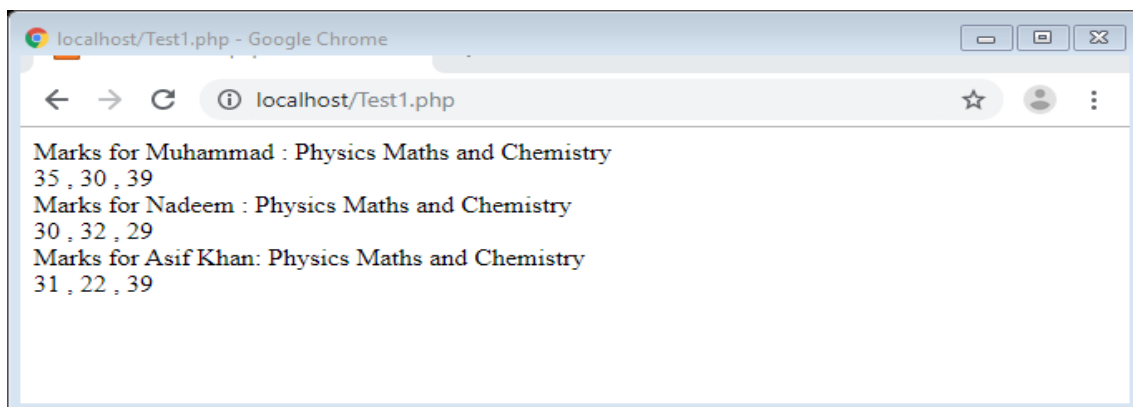 localhost/Test1.php - Google Chrome
localhost/Test1.php
Marks for Muhammad : Physics Maths and Chemistry
35 , 30 , 39
Marks for Nadeem : Physics Maths and Chemistry
30 , 32 , 29
Marks for Asif Khan: Physics Maths and Chemistry
31 , 22 , 39